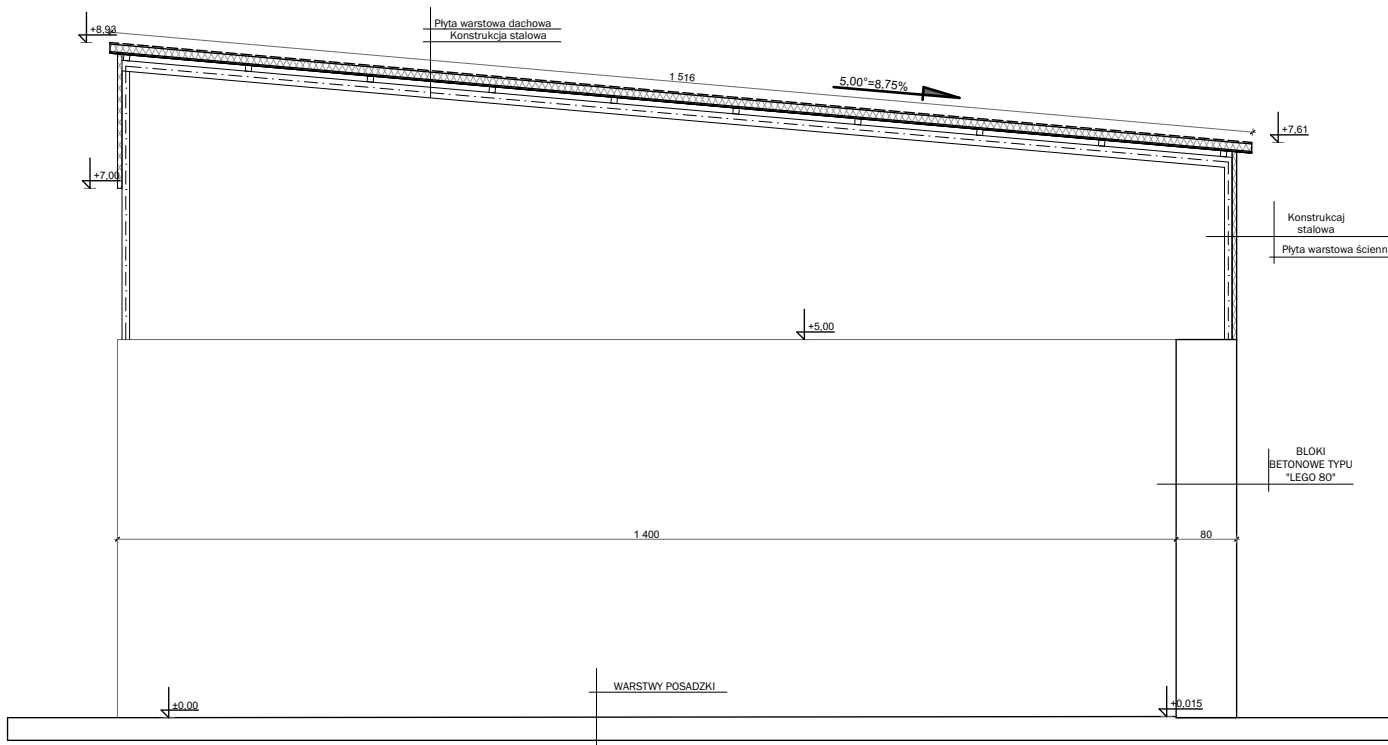 +8,93
Płyta warstwowa dachowa
Konstrukcja stalowa
1 516
5,00°=8,75%
+7,61
+7,00
Konstrukcaj
stalowa
Płyta warstwowa ścienn
+5,00
BLOKI
BETONOWE TYPU
"LEGO 80"
1 400
80
WARSTWY POSADZKI
±0,00
+0,015